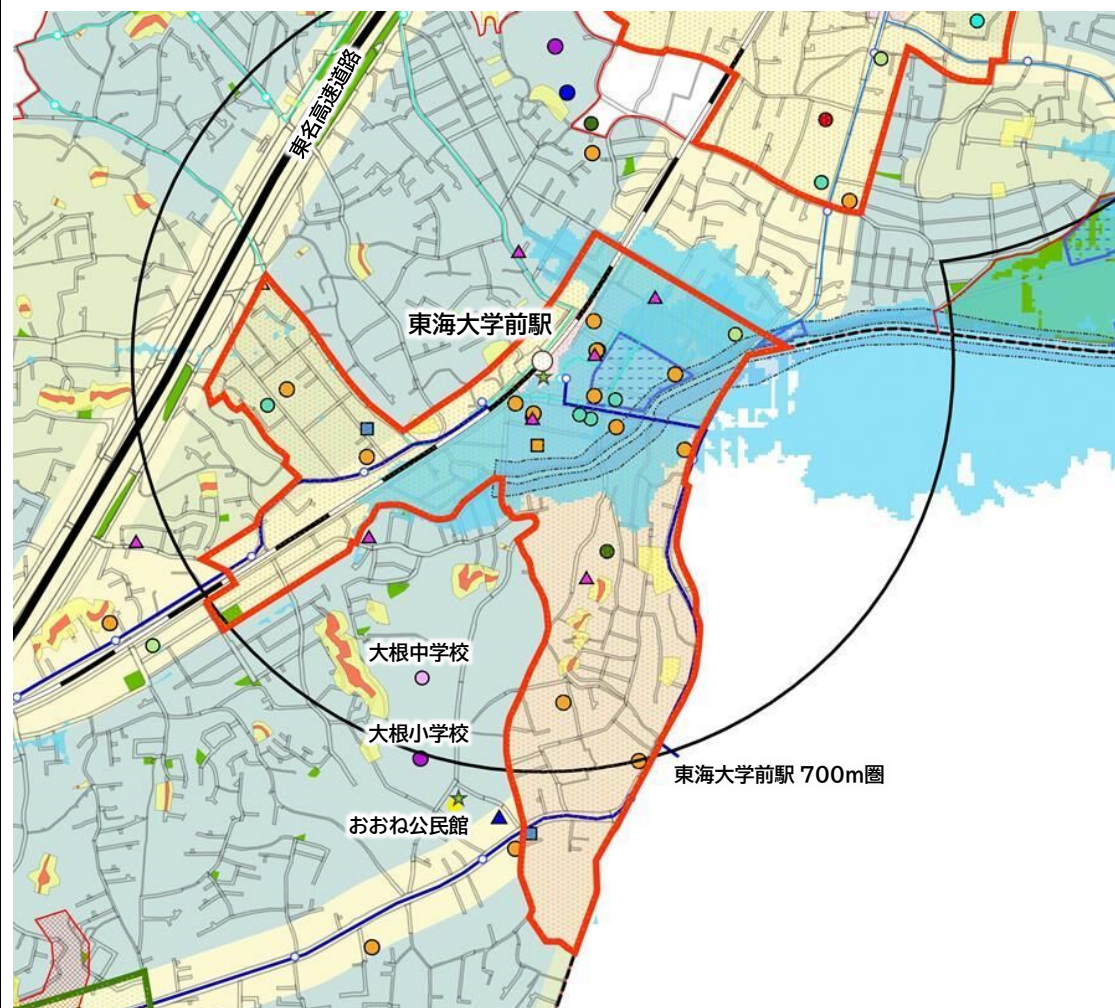 東名高速道路
東海大学前駅
大根中学校
大根小学校
東海大学前駅 700m圏
おおね公民館